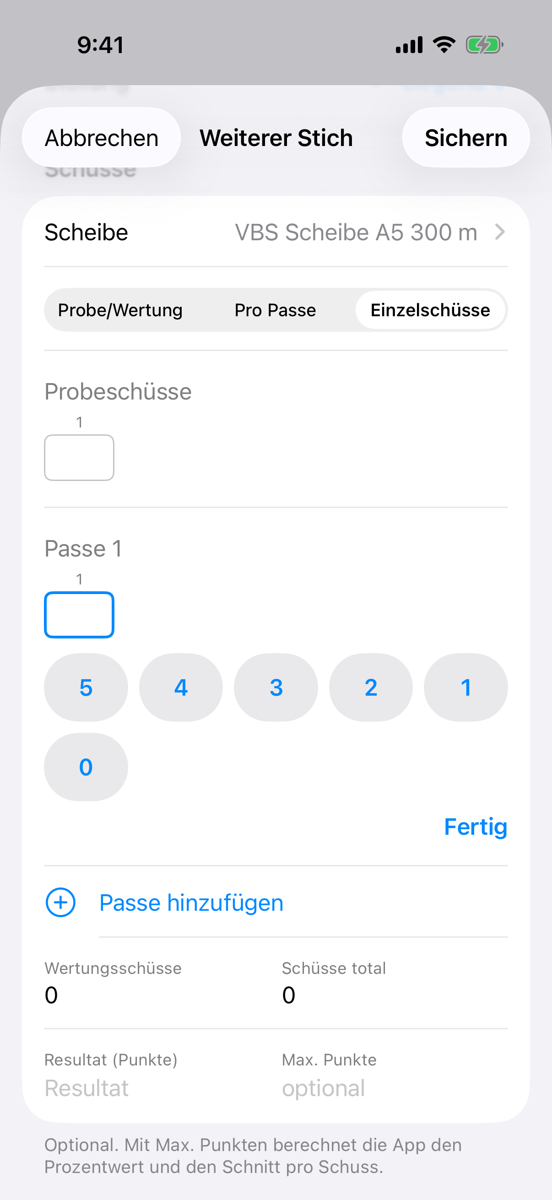 9:41
Abbrechen
Weiterer Stich
Sichern
Schüsse
Scheibe
VBS Scheibe A5 300 m
Probe/Wertung
Pro Passe
Einzelschüsse
Probeschüsse
1
Passe 1
1
5
4
3
2
1
0
Fertig
Passe hinzufügen
Wertungsschüsse
Schüsse total
0
0
Resultat (Punkte)
Max. Punkte
Resultat
optional
Optional. Mit Max. Punkten berechnet die App den
Prozentwert und den Schnitt pro Schuss.